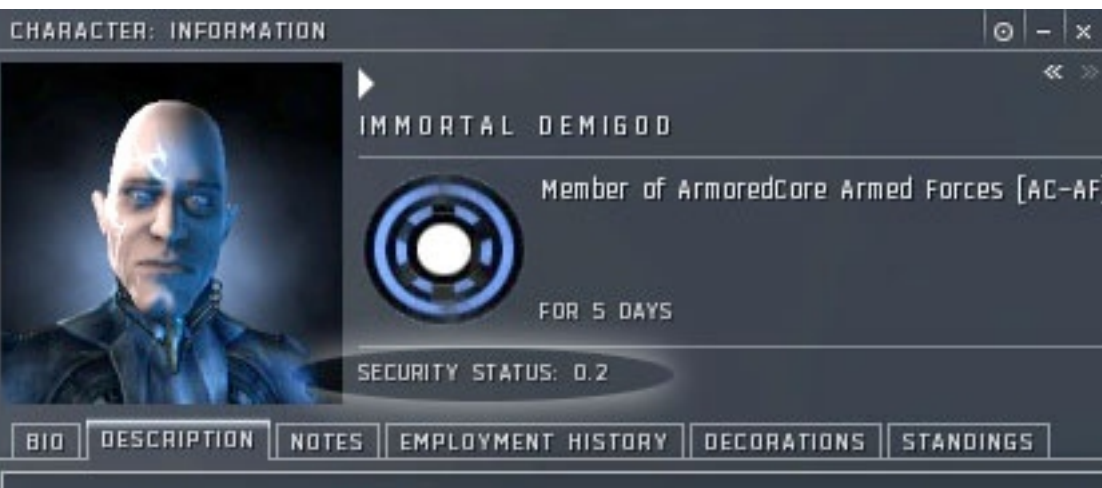 CHARACTER: INFORMATION
IMMORTAL DEMIGOD
Member of ArmoredCore Armed Forces [AC-AF]
FOR 5 DAYS
SECURITY STATUS: 0.2
BIO DESCRIPTION NOTES EMPLOYMENT HISTORY DECORATIONS STANDINGS